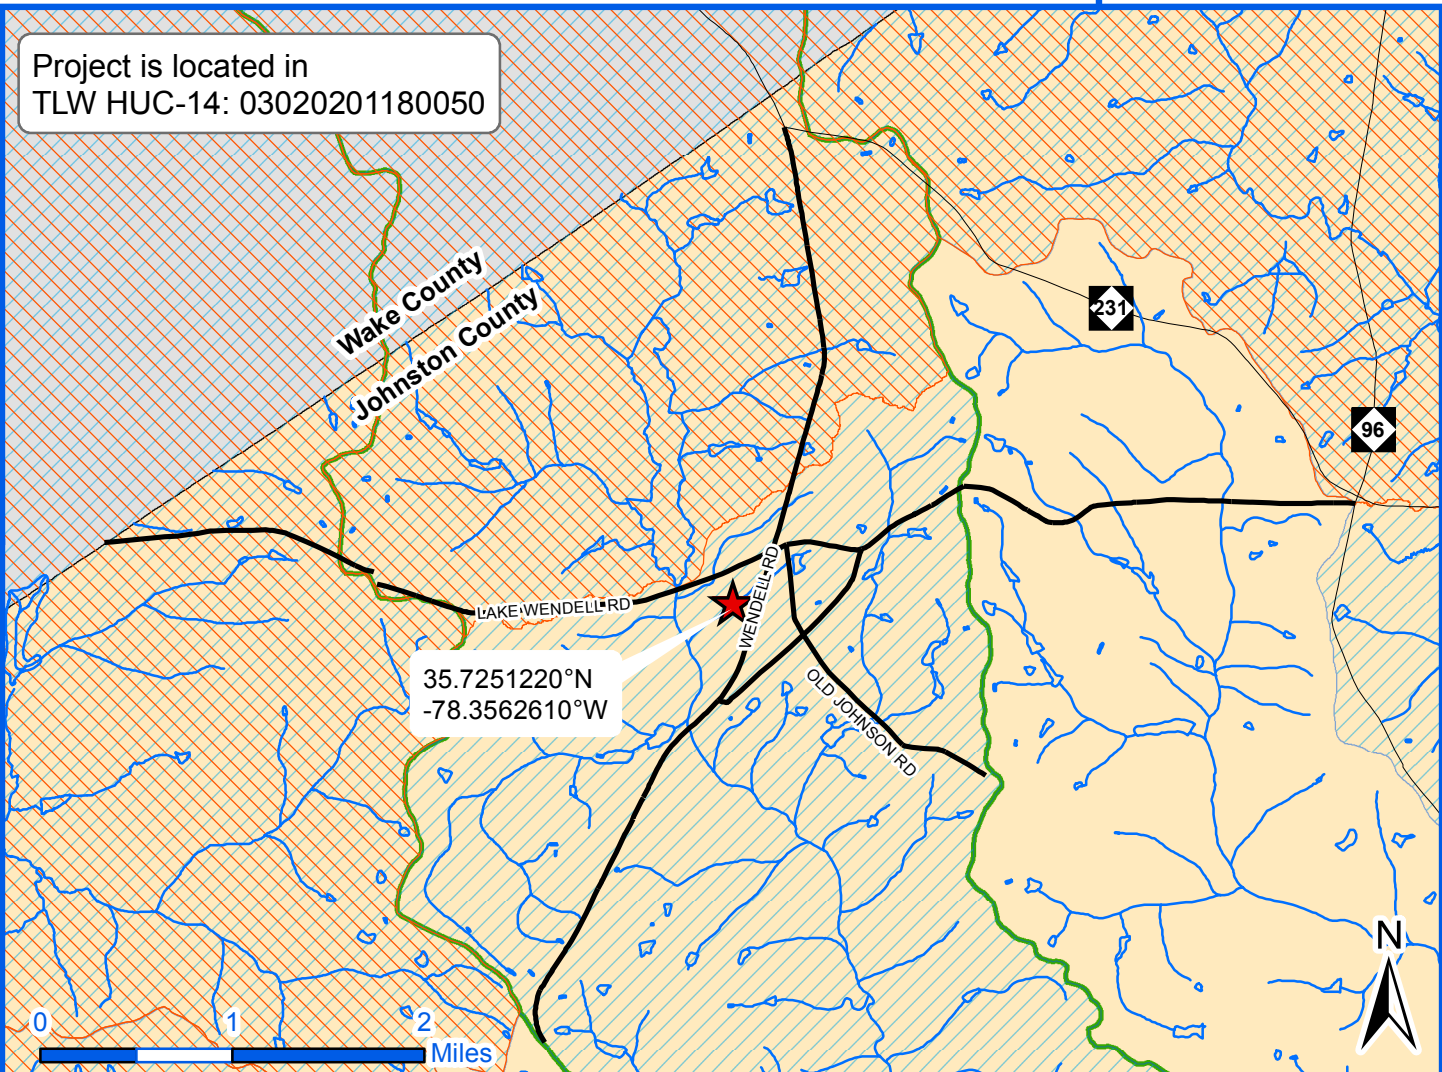 Project is located in
TLW HUC-14: 03020201180050
Wake County
Johnston County
231
96
LAKE WENDELL RD
WENDELL RD
35.7251220°N
-78.3562610°W
OLD JOHNSON RD
N
0 1 2
Miles